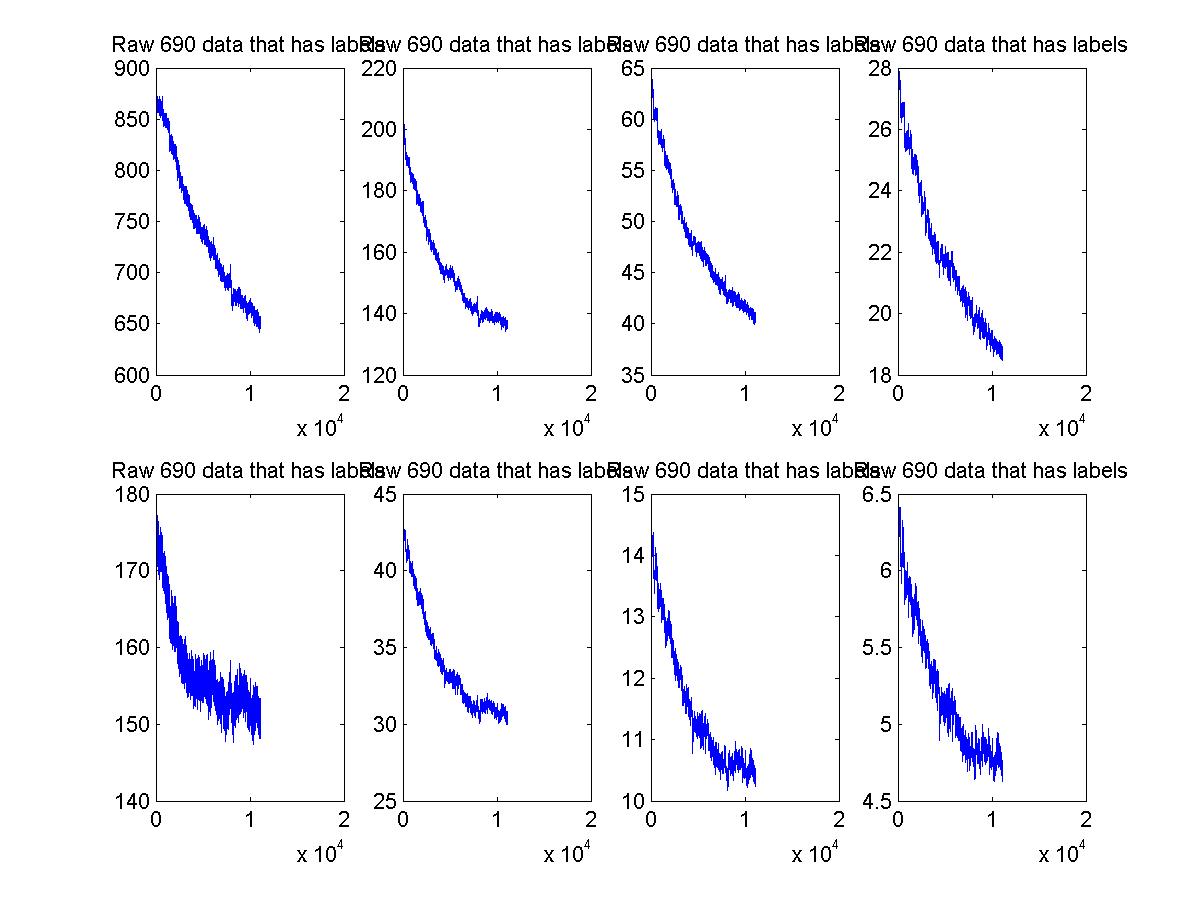 Raw 690 data that has labels Raw 690 data that has labels Raw 690 data that has labels Raw 690 data that has labels
900 220 65 28
850 200 60 26
800 180 55 24
750 160 50 22
700 140 45 20
650 120 40 18
600 35
0 1 2 0 1 2 0 1 2 0 1 2
x 10^4 x 10^4 x 10^4 x 10^4
Raw 690 data that has labels Raw 690 data that has labels Raw 690 data that has labels Raw 690 data that has labels
180 45 15 6.5
170 40 14 6
160 35 13 5.5
150 30 12 5
140 25 11 4.5
10
0 1 2 0 1 2 0 1 2 0 1 2
x 10^4 x 10^4 x 10^4 x 10^4